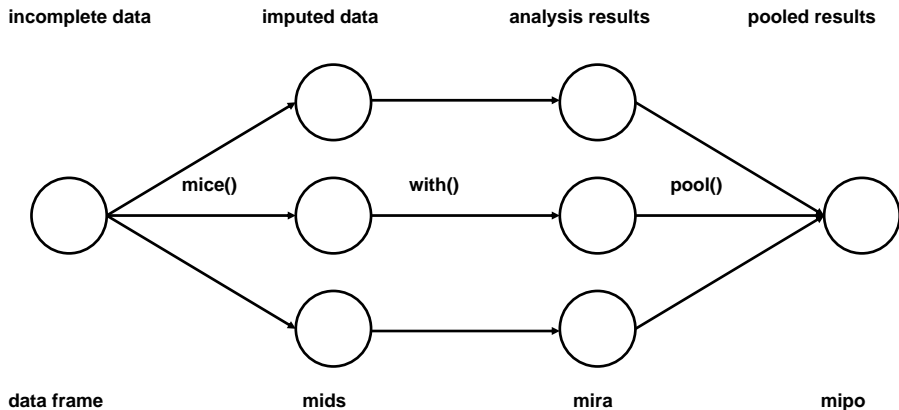 incomplete data imputed data analysis results pooled results
mice() with() pool()
data frame mids mira mipo